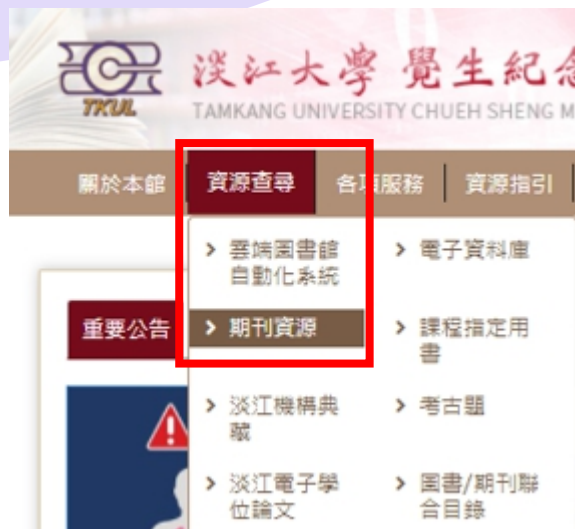 淡江大學 覺生紀念
TKUL
TAMKANG UNIVERSITY CHUEH SHENG M
關於本館
資源查尋
各項服務
資源指引
雲端圖書館
自動化系統
電子資料庫
重要公告
期刊資源
課程指定用
書
淡江機構典
藏
考古題
淡江電子學
位論文
圖書/期刊聯
合目錄